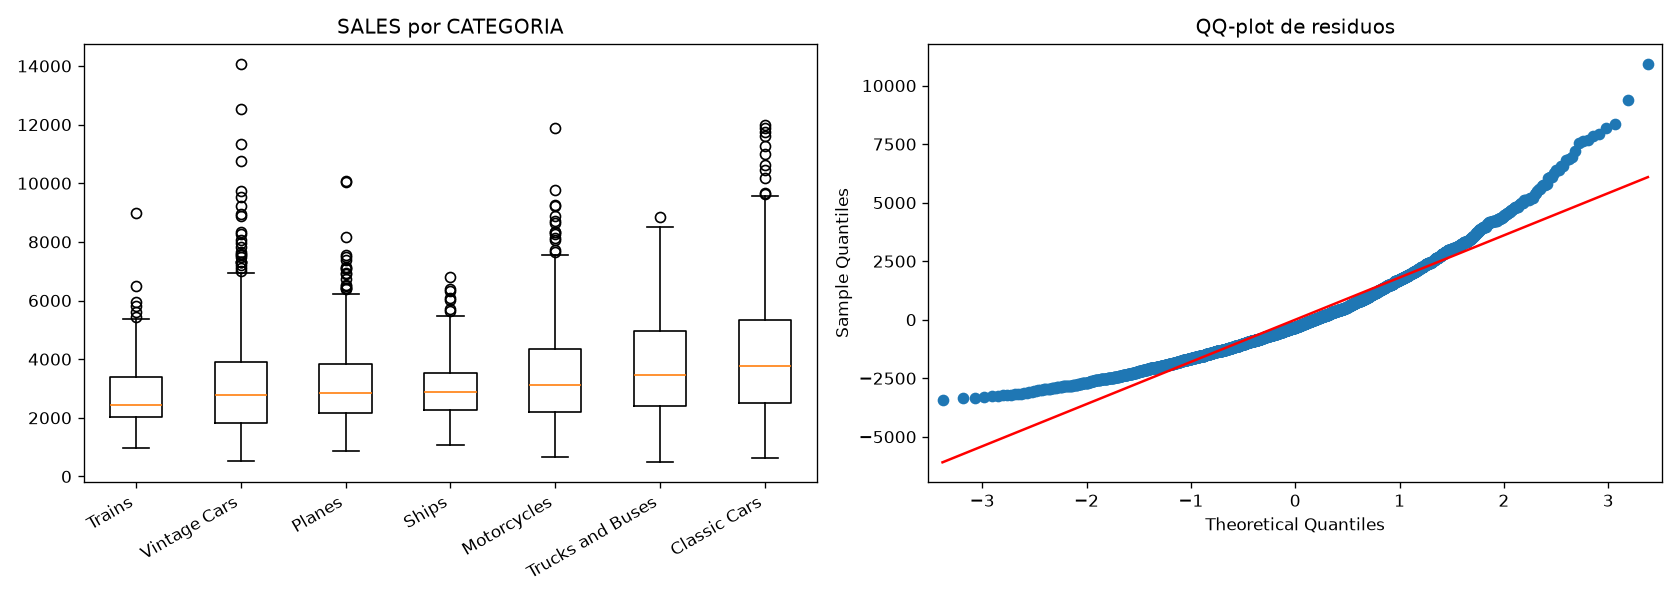 SALES por CATEGORIA
14000
12000
10000
8000
6000
4000
2000
0
Trains
Vintage Cars
Planes
Ships
Motorcycles
Trucks and Buses
Classic Cars
QQ-plot de residuos
Sample Quantiles
10000
7500
5000
2500
0
−2500
−5000
−3 −2 −1 0 1 2 3
Theoretical Quantiles